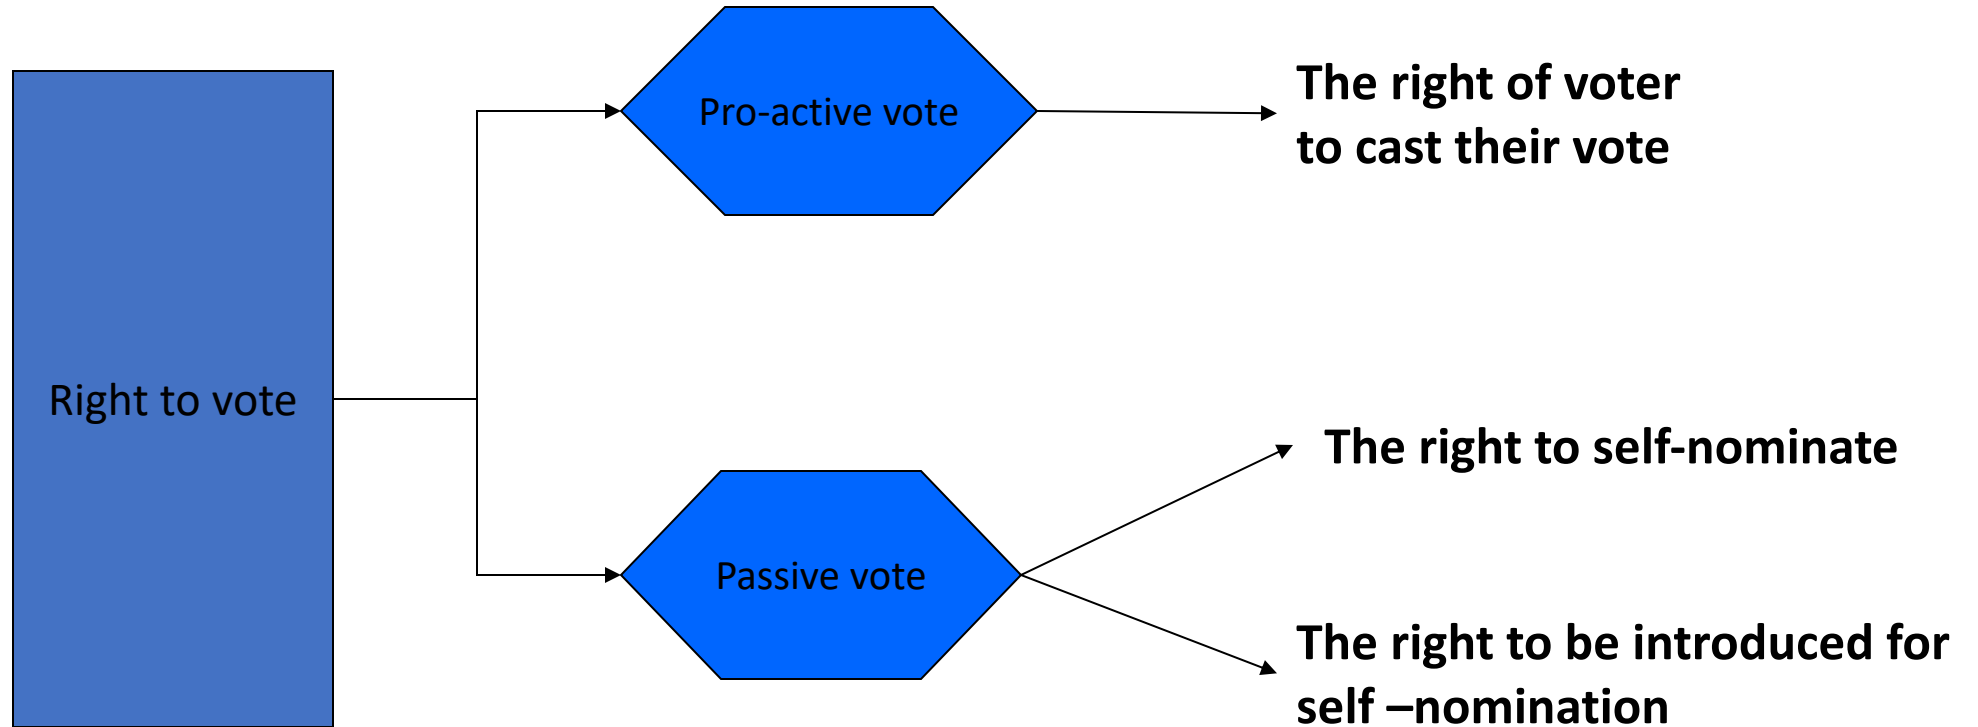 Right to vote
Pro-active vote
The right of voter
to cast their vote
Passive vote
The right to self-nominate
The right to be introduced for
self –nomination